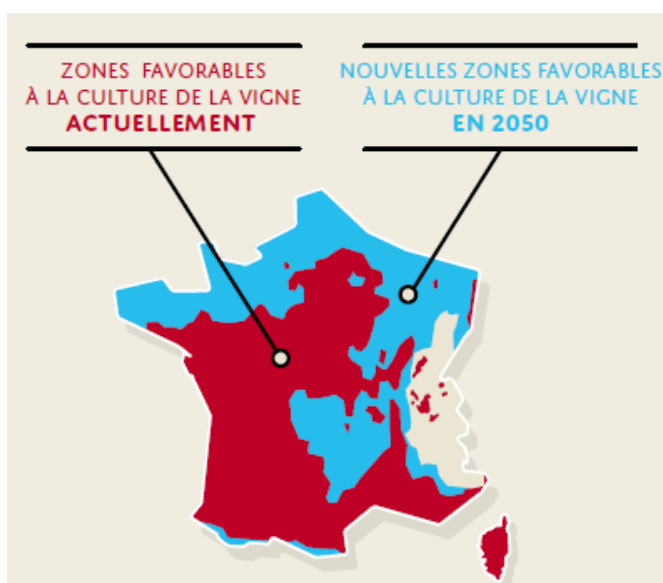 ZONES FAVORABLES
À LA CULTURE DE LA VIGNE
ACTUELLEMENT
NOUVELLES ZONES FAVORABLES
À LA CULTURE DE LA VIGNE
EN 2050